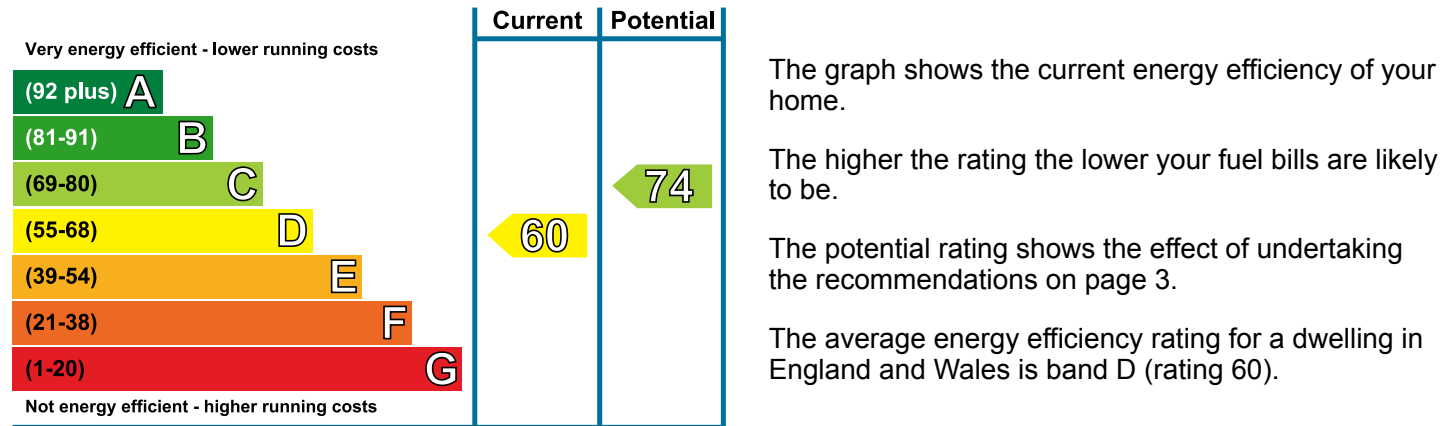 Current Potential
Very energy efficient - lower running costs
(92 plus) A
(81-91) B
(69-80) C
74
(55-68) D
60
(39-54) E
(21-38) F
(1-20) G
Not energy efficient - higher running costs
The graph shows the current energy efficiency of your
home.
The higher the rating the lower your fuel bills are likely
to be.
The potential rating shows the effect of undertaking
the recommendations on page 3.
The average energy efficiency rating for a dwelling in
England and Wales is band D (rating 60).